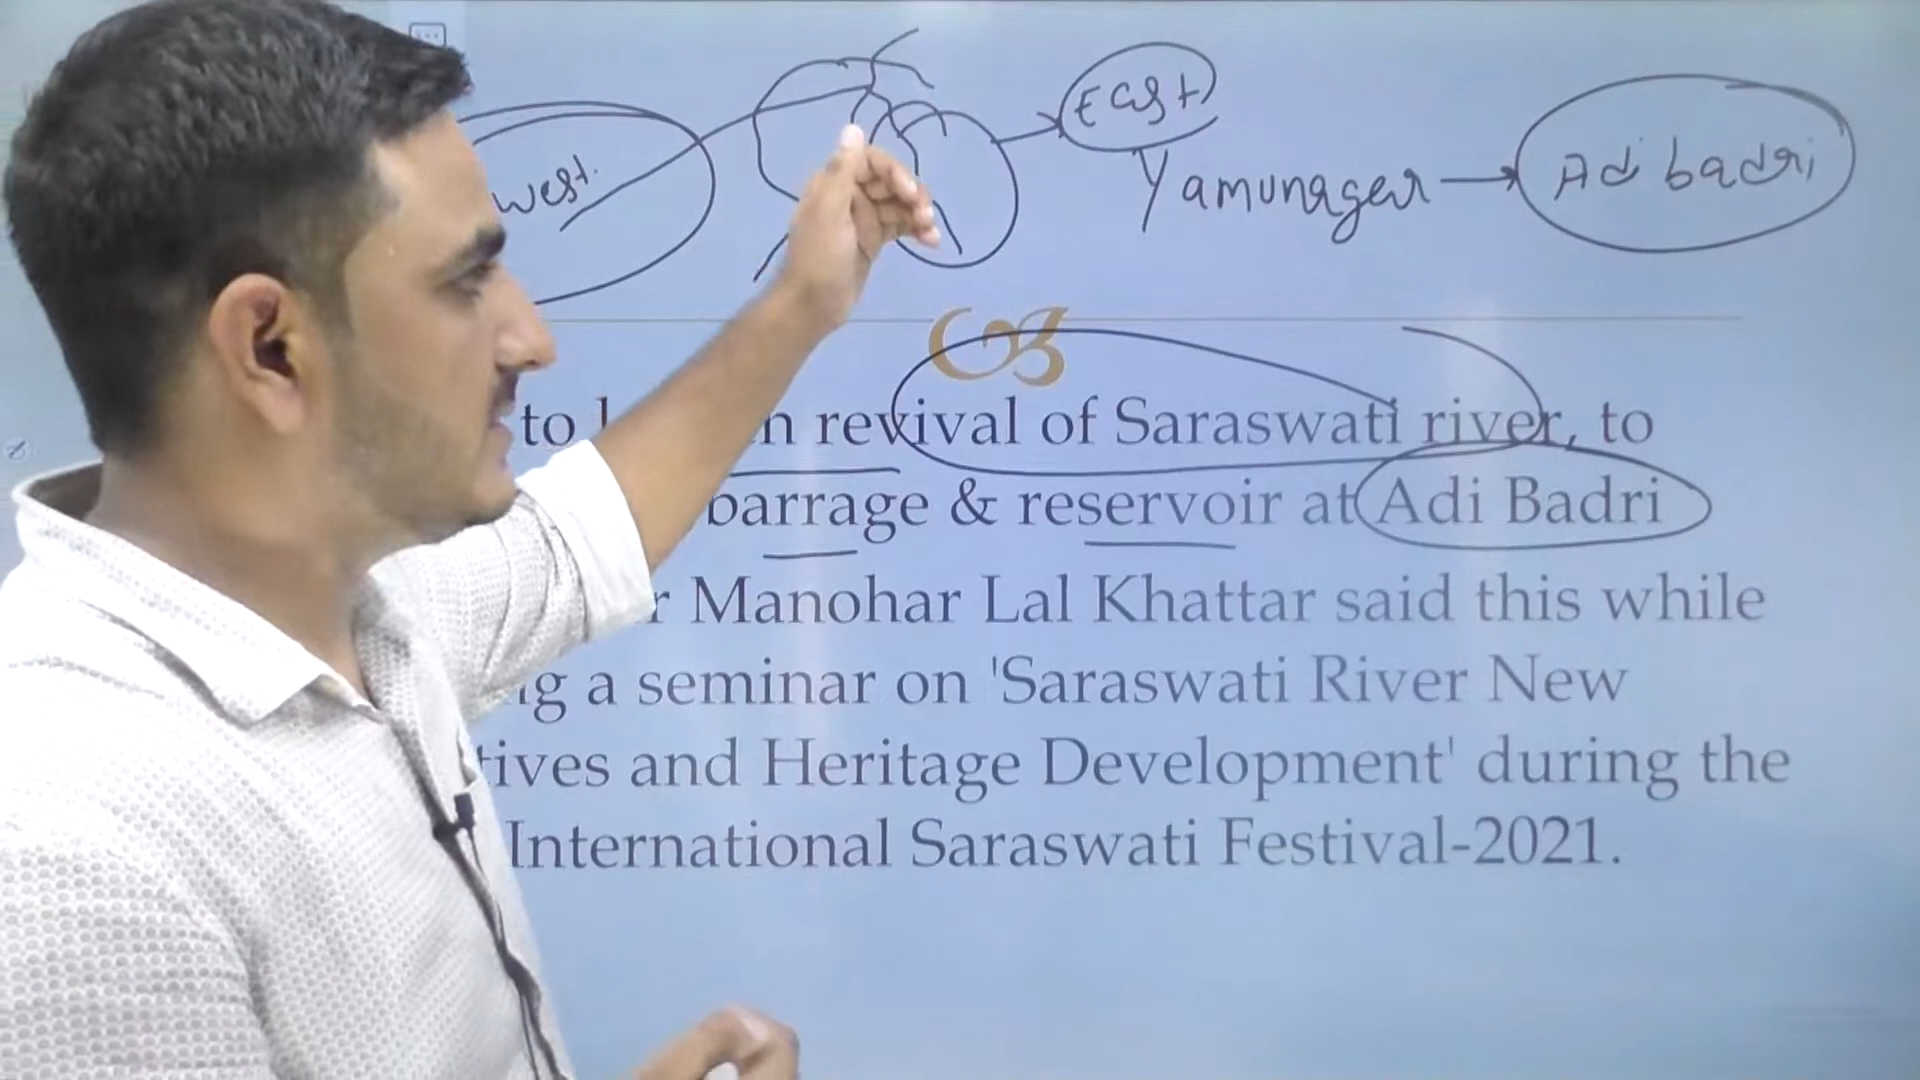 west.
East
Yamunagar → Adi badri
to n revival of Saraswati river, to
barrage & reservoir at Adi Badri
r Manohar Lal Khattar said this while
ig a seminar on 'Saraswati River New
tives and Heritage Development' during the
International Saraswati Festival-2021.